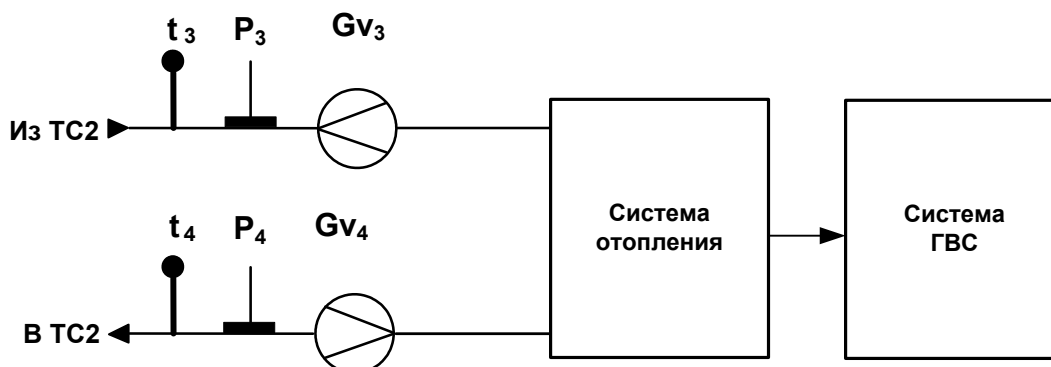 t 3 P3 Gv3
Из ТС2
t 4 P4 Gv4
Система
отопления
Система
ГВС
В ТС2